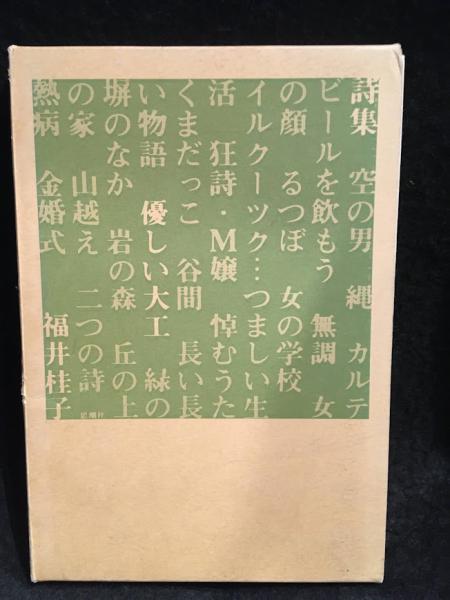 詩集 空の男 縄 カルテ
ビールを飲もう 無調 女
の顔 るつぼ 女の学校
イルクーツク…つましい生
活 狂詩・M嬢 悼むうた
くまだっこ 谷間 長い長
い物語 優しい大工 緑の
塀のなか 岩の森 丘の上
の家 山越え 二つの詩
思潮社
熱病 金婚式 福井桂子